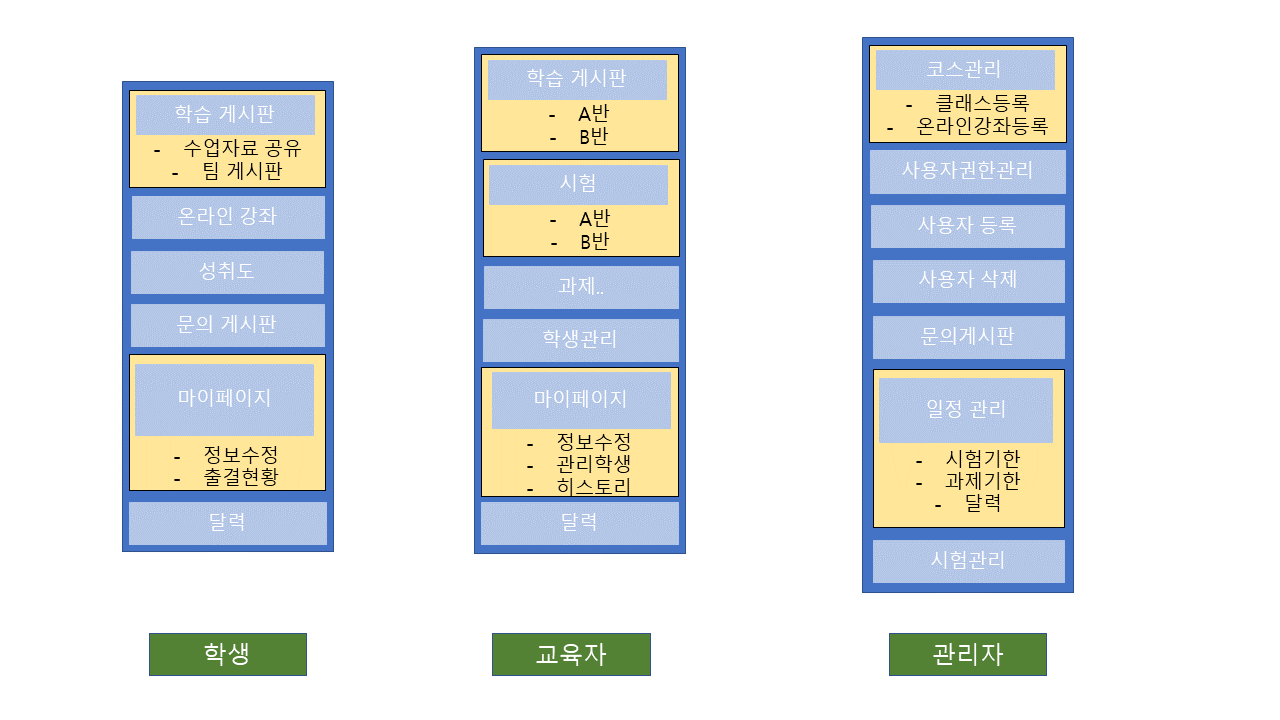 학습 게시판
- 수업자료 공유
- 팀 게시판
온라인 강좌
성취도
문의 게시판
마이페이지
- 정보수정
- 출결현황
달력
학생
학습 게시판
- A반
- B반
시험
- A반
- B반
과제..
학생관리
마이페이지
- 정보수정
- 관리학생
- 히스토리
달력
교육자
코스관리
- 클래스등록
- 온라인강좌등록
사용자권한관리
사용자 등록
사용자 삭제
문의게시판
일정 관리
- 시험기한
- 과제기한
- 달력
시험관리
관리자